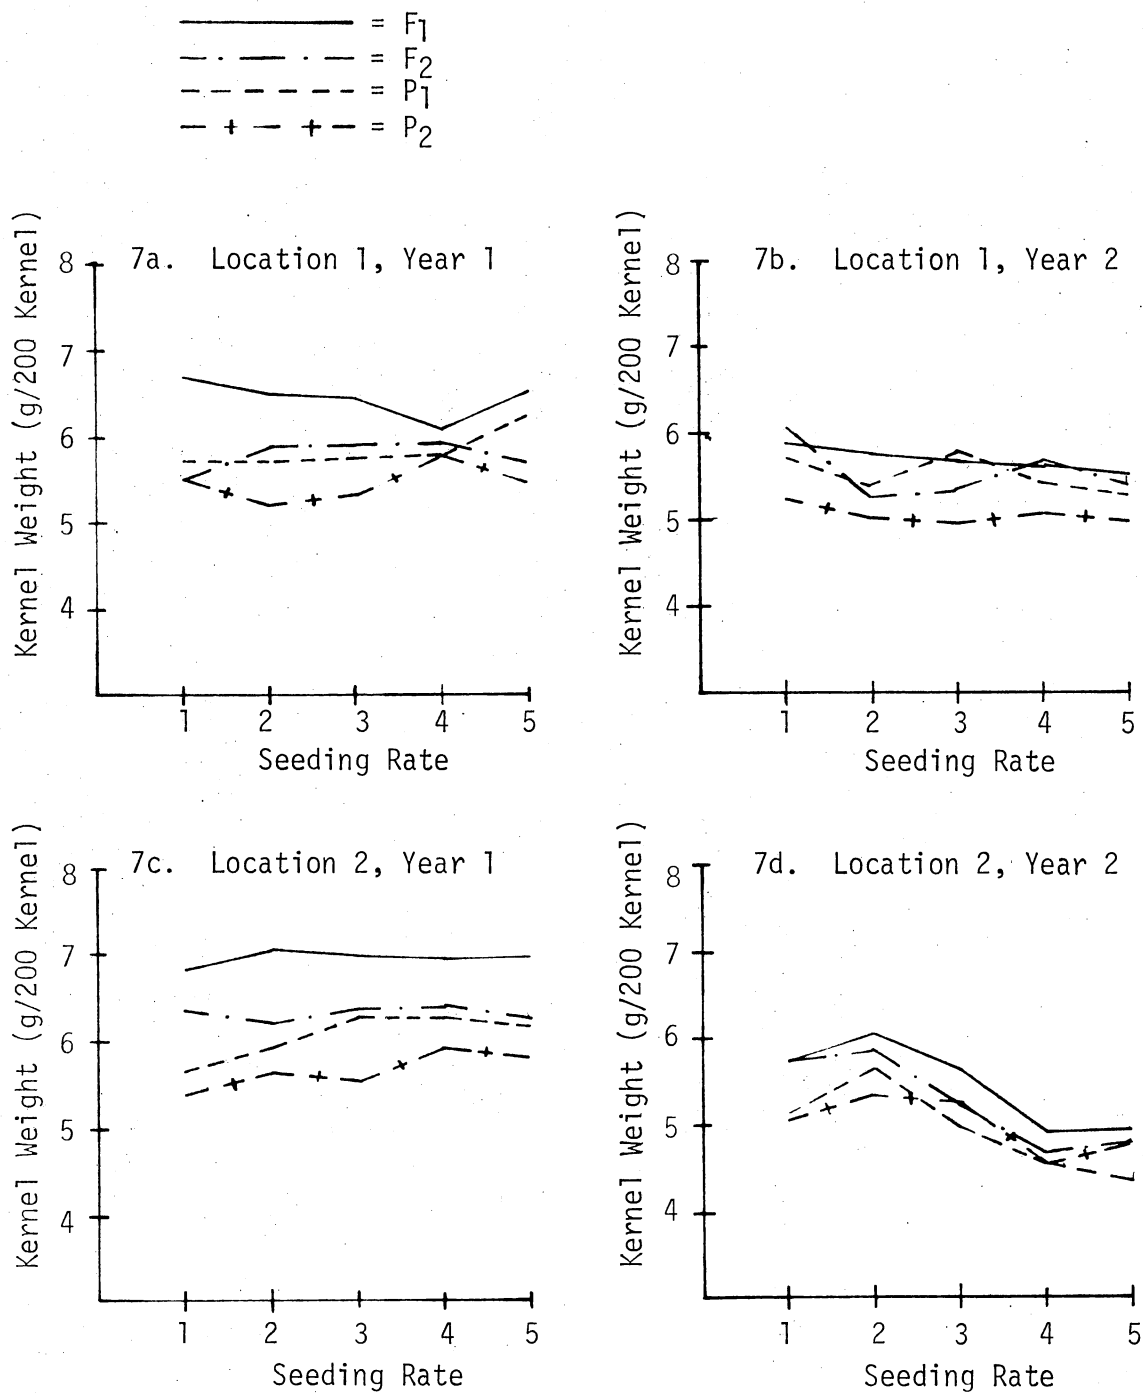 = F1
= F2
= P1
= P2
7a. Location 1, Year 1
Kernel Weight (g/200 Kernel)
8
7
6
5
4
1 2 3 4 5
Seeding Rate
7b. Location 1, Year 2
Kernel Weight (g/200 Kernel)
8
7
6
5
4
1 2 3 4 5
Seeding Rate
7c. Location 2, Year 1
Kernel Weight (g/200 Kernel)
8
7
6
5
4
1 2 3 4 5
Seeding Rate
7d. Location 2, Year 2
Kernel Weight (g/200 Kernel)
8
7
6
5
4
1 2 3 4 5
Seeding Rate